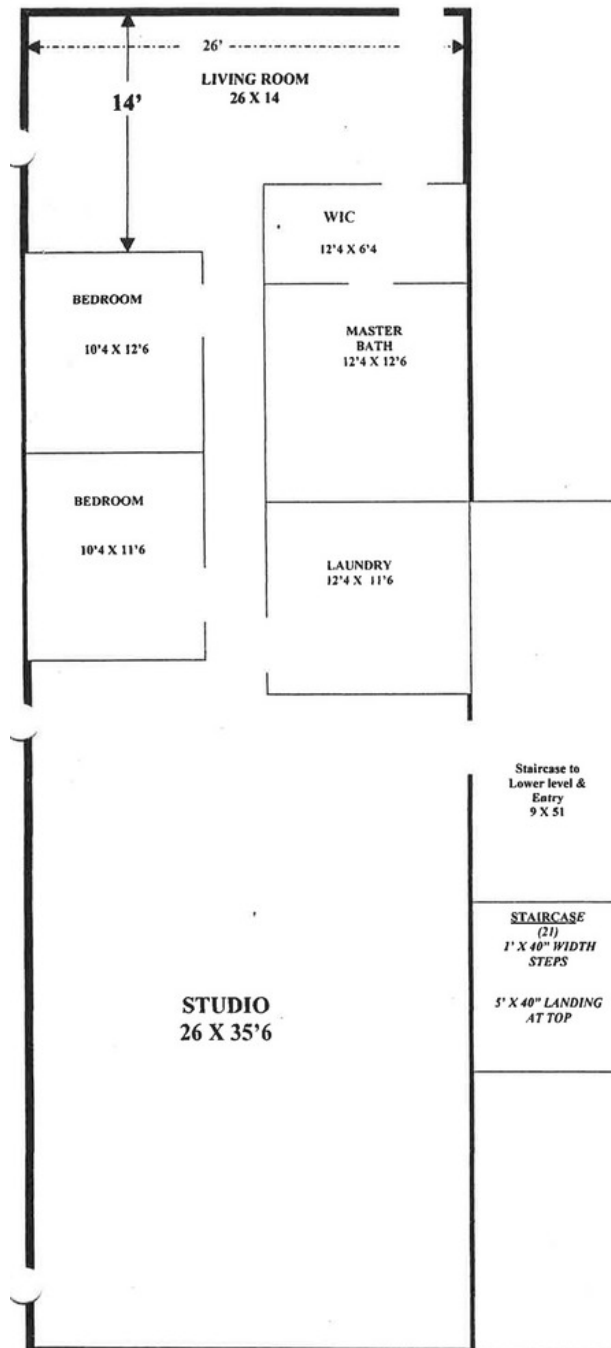 26'
LIVING ROOM
26 X 14
14'
WIC
12'4 X 6'4
BEDROOM
10'4 X 12'6
MASTER
BATH
12'4 X 12'6
BEDROOM
10'4 X 11'6
LAUNDRY
12'4 X 11'6
Staircase to
Lower level &
Entry
9 X 51
STAIRCASE
(21)
1' X 40" WIDTH
STEPS
5' X 40" LANDING
AT TOP
STUDIO
26 X 35'6